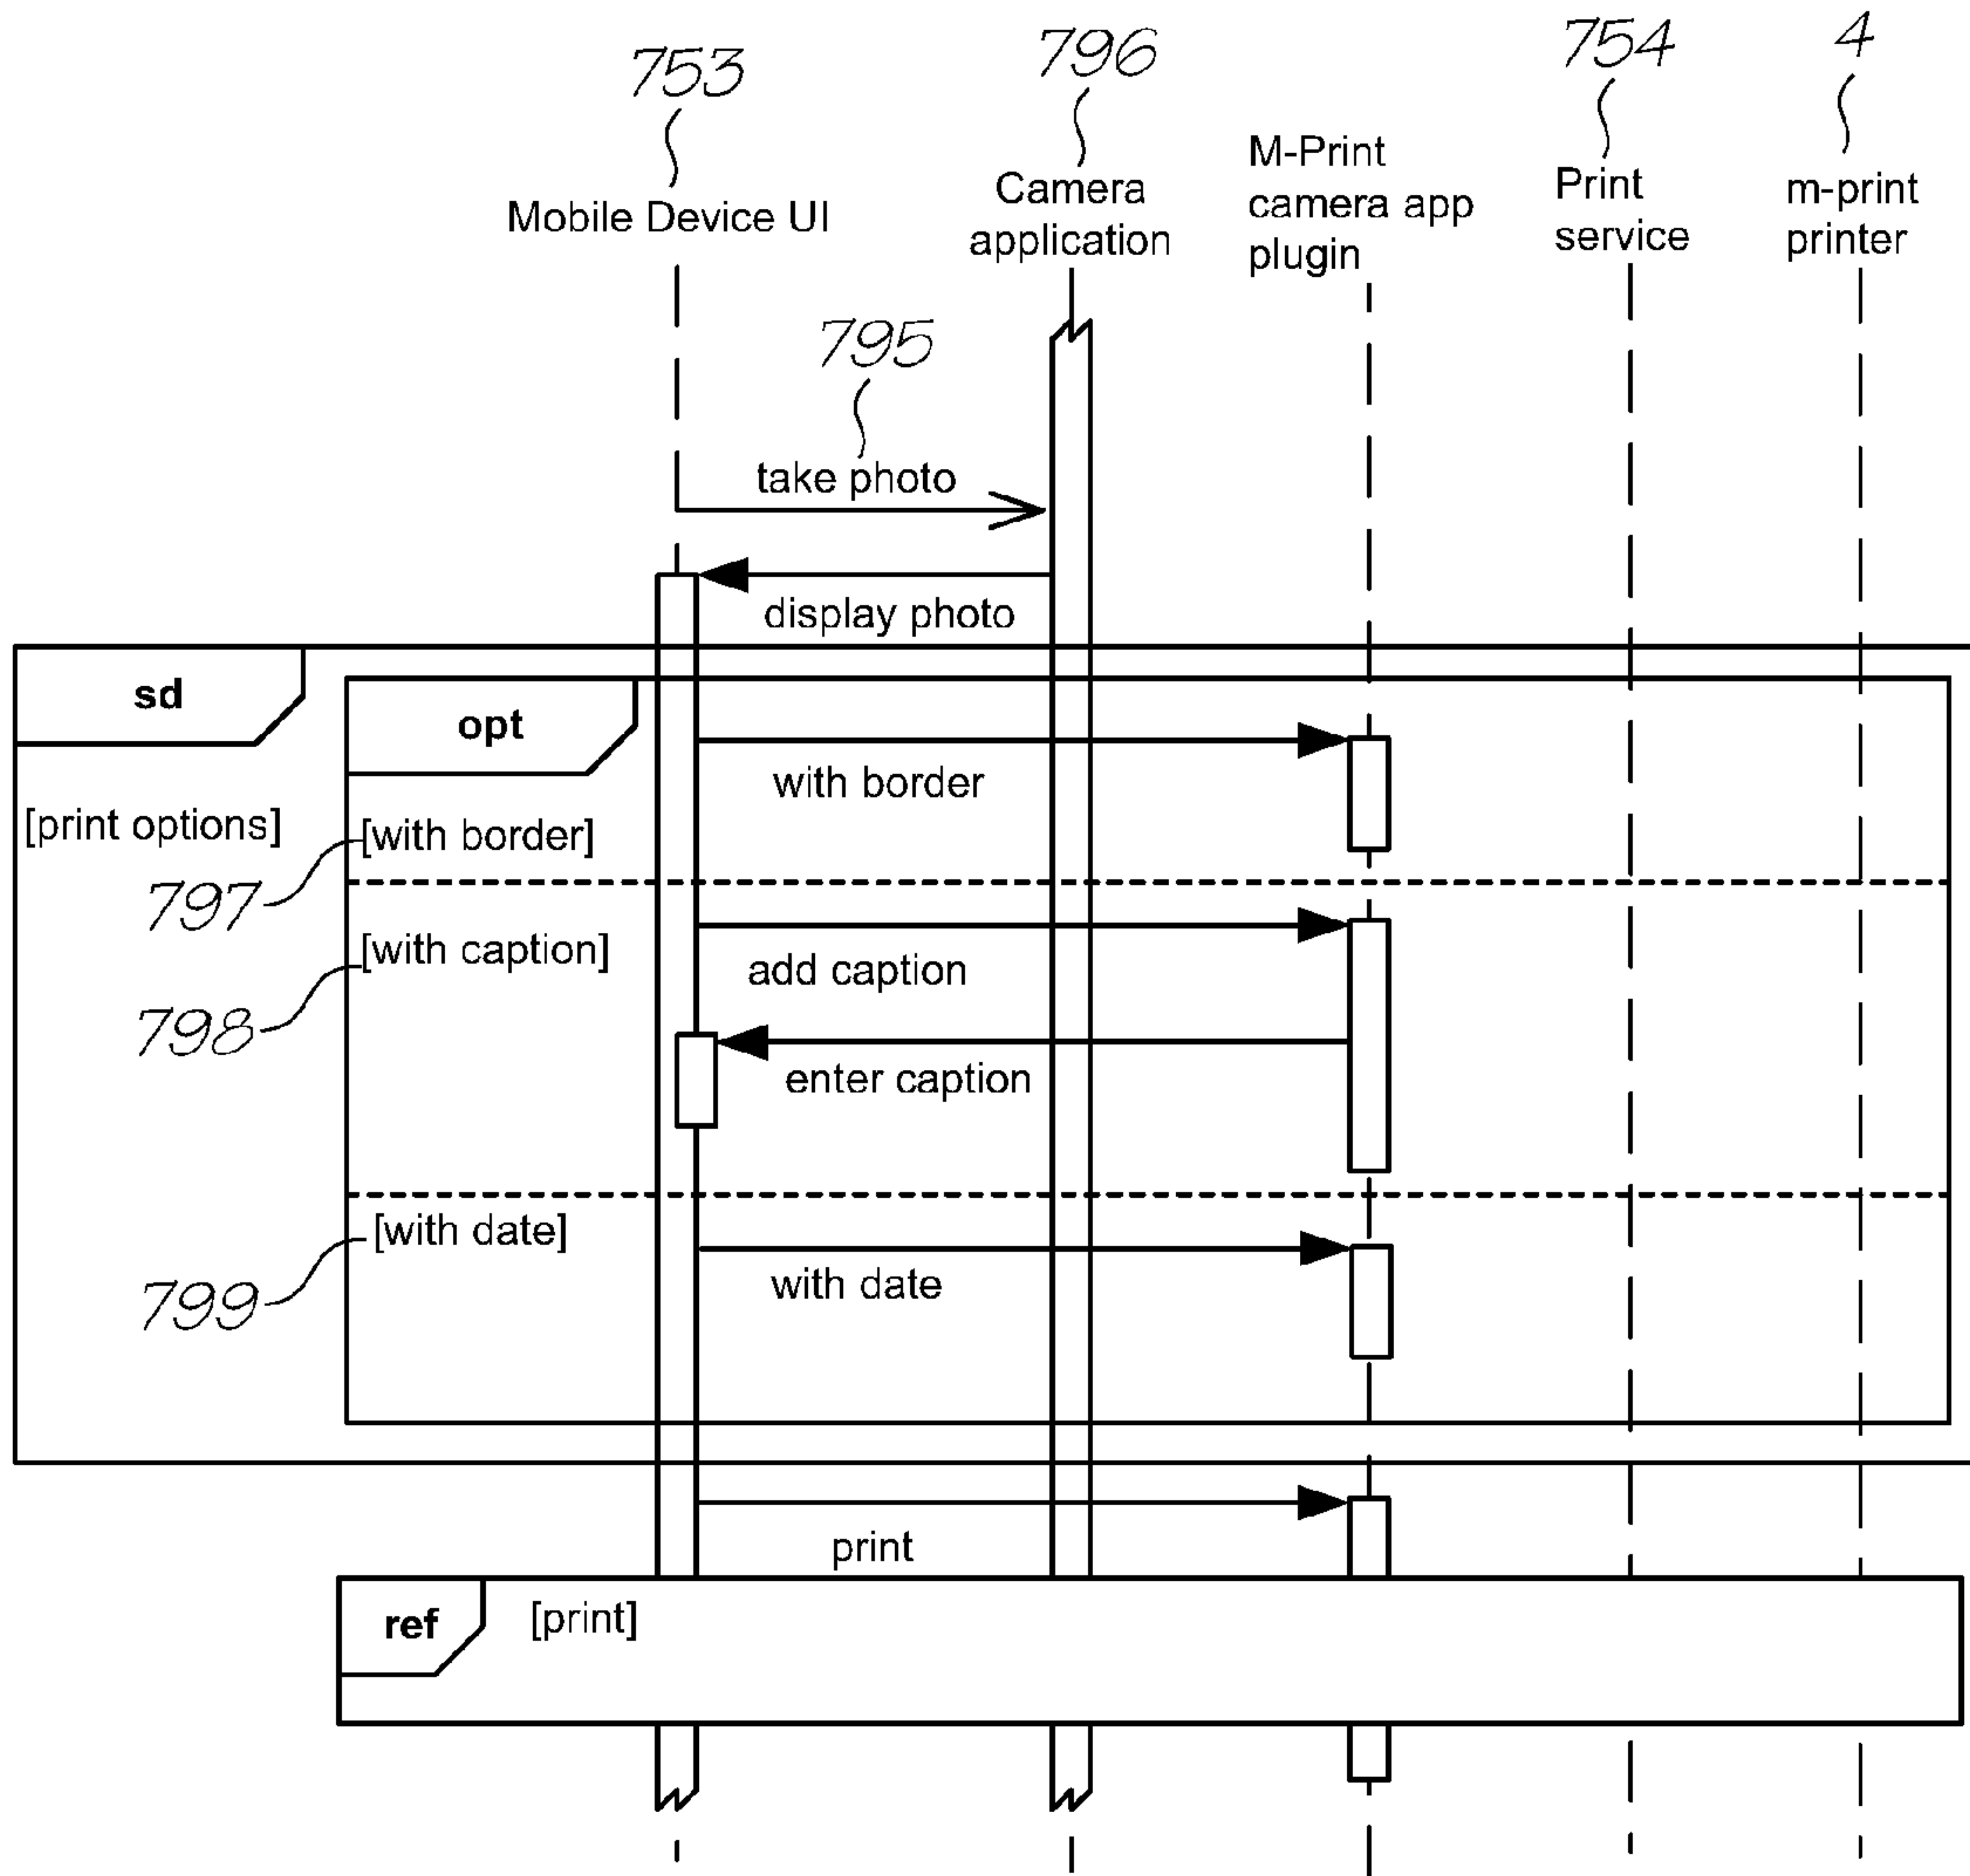 753
796
754
4
Mobile Device UI
Camera
application
M-Print
camera app
plugin
Print
service
m-print
printer
795
take photo
display photo
sd
opt
with border
[print options]
[with border]
797
[with caption]
add caption
798
enter caption
[with date]
with date
799
print
ref
[print]